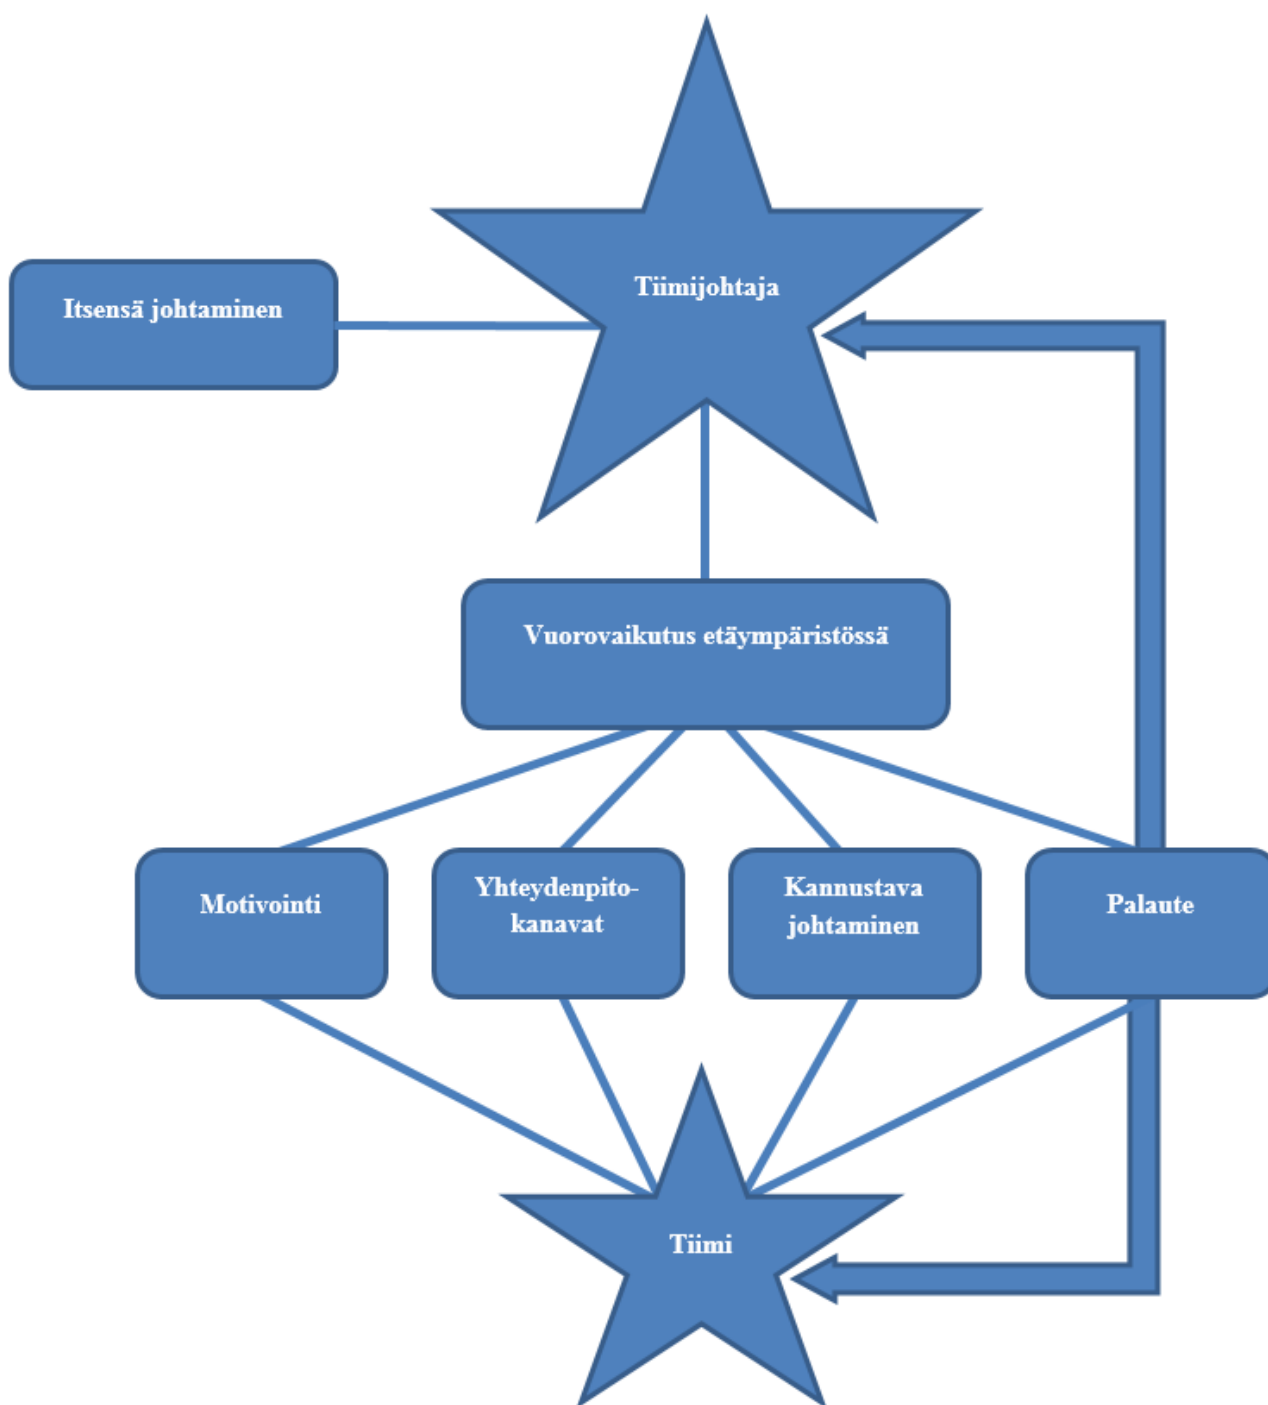 Tiimijohtaja
Itsensä johtaminen
Vuorovaikutus etäympäristössä
Motivointi
Yhteydenpito-
kanavat
Kannustava
johtaminen
Palaute
Tiimi